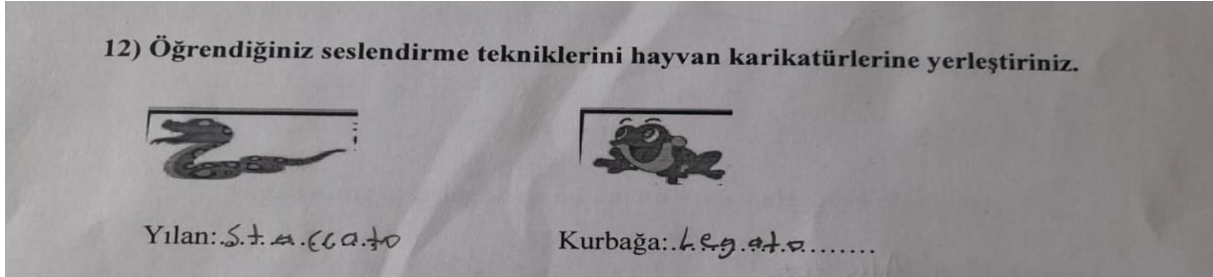 12) Öğrendiğiniz seslendirme tekniklerini hayvan karikatürlerine yerleştiriniz.
Yılan: Staccato
Kurbağa: Legato